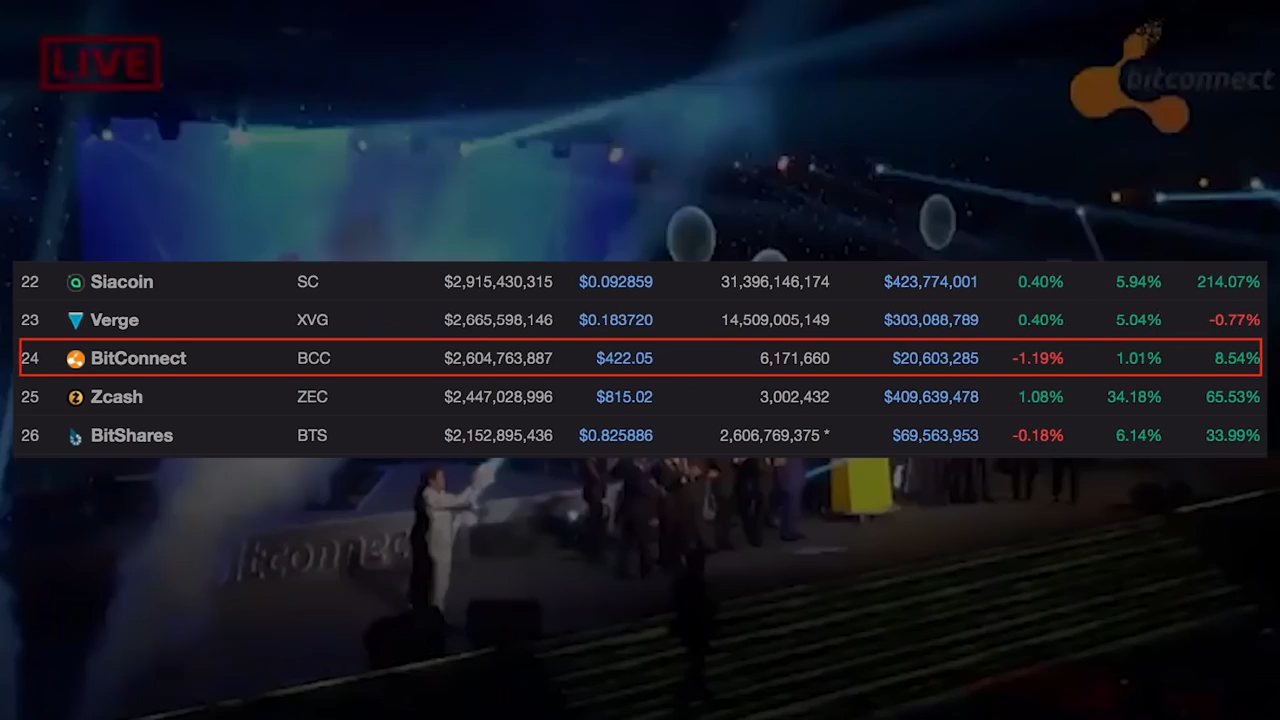 LIVE
bitconnect
22 Siacoin SC $2,915,430,315 $0.092859 31,396,146,174 $423,774,001 0.40% 5.94% 214.07%
23 Verge XVG $2,665,598,146 $0.183720 14,509,005,149 $303,088,789 0.40% 5.04% -0.77%
24 BitConnect BCC $2,604,763,887 $422.05 6,171,660 $20,603,285 -1.19% 1.01% 8.54%
25 Zcash ZEC $2,447,028,996 $815.02 3,002,432 $409,639,478 1.08% 34.18% 65.53%
26 BitShares BTS $2,152,895,436 $0.825886 2,606,769,375 * $69,563,953 -0.18% 6.14% 33.99%
bitconnect